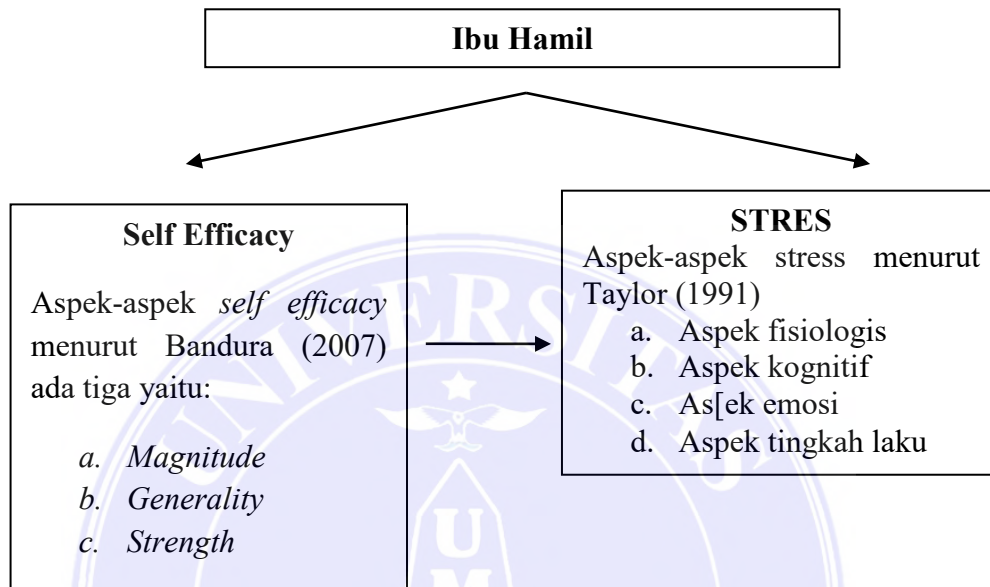 Ibu Hamil
Self Efficacy
Aspek-aspek self efficacy
menurut Bandura (2007)
ada tiga yaitu:
a. Magnitude
b. Generality
c. Strength
STRES
Aspek-aspek stress menurut
Taylor (1991)
a. Aspek fisiologis
b. Aspek kognitif
c. As[ek emosi
d. Aspek tingkah laku
UNIVERSITAS
U
M